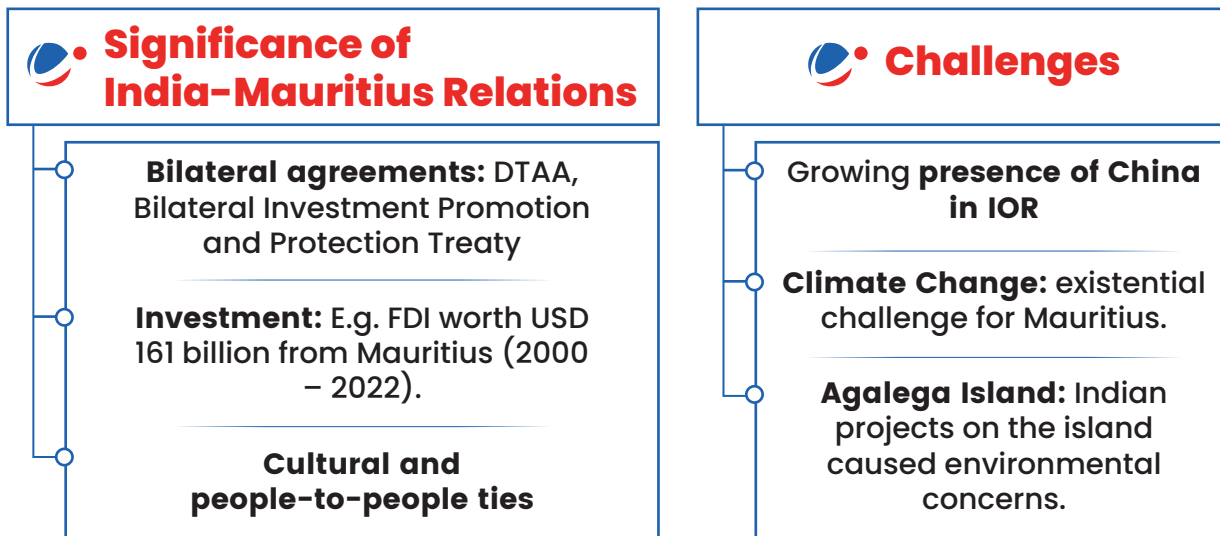 Significance of
India-Mauritius Relations
Bilateral agreements: DTAA,
Bilateral Investment Promotion
and Protection Treaty
Investment: E.g. FDI worth USD
161 billion from Mauritius (2000
– 2022).
Cultural and
people-to-people ties
Challenges
Growing presence of China
in IOR
Climate Change: existential
challenge for Mauritius.
Agalega Island: Indian
projects on the island
caused environmental
concerns.